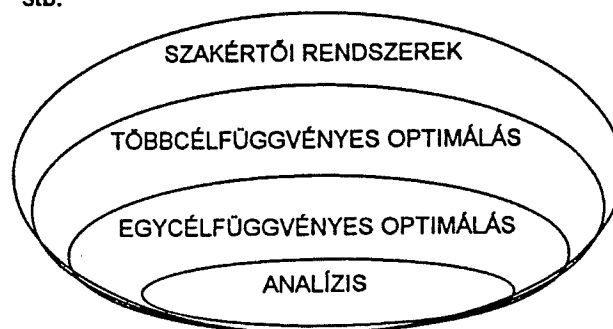 stb.
SZAKÉRTŐI RENDSZEREK
TÖBBCÉLFÜGGVÉNYES OPTIMÁLÁS
EGYCÉLFÜGGVÉNYES OPTIMÁLÁS
ANALÍZIS